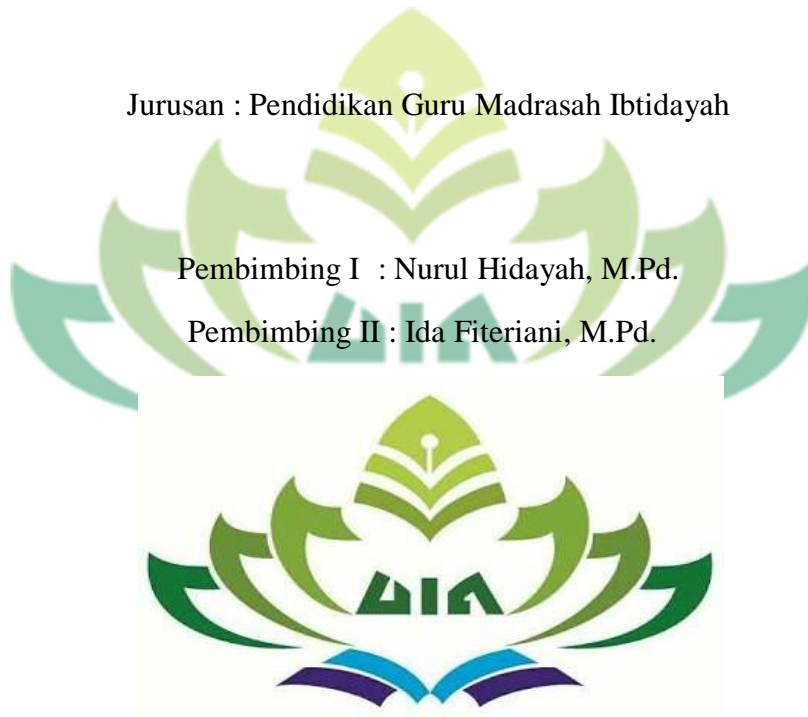 Jurusan : Pendidikan Guru Madrasah Ibtidayah
Pembimbing I : Nurul Hidayah, M.Pd.
Pembimbing II : Ida Fiteriani, M.Pd.
UIN